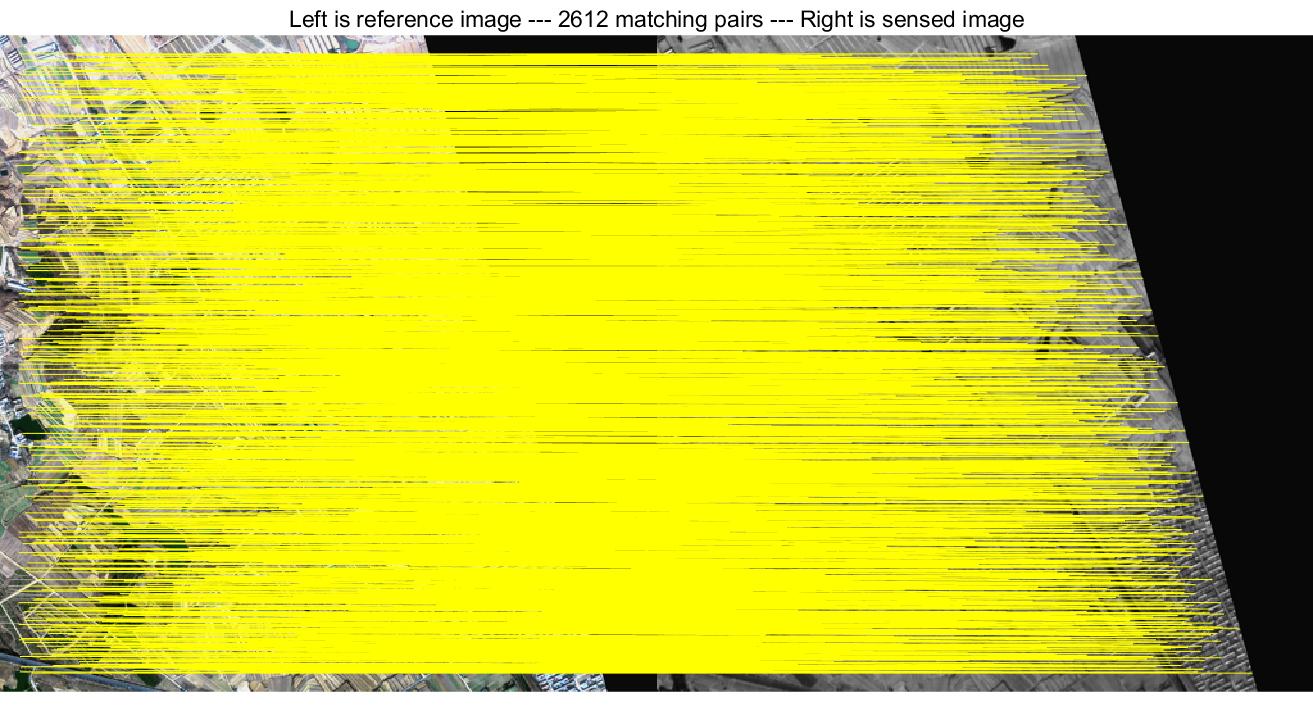 Left is reference image --- 2612 matching pairs --- Right is sensed image